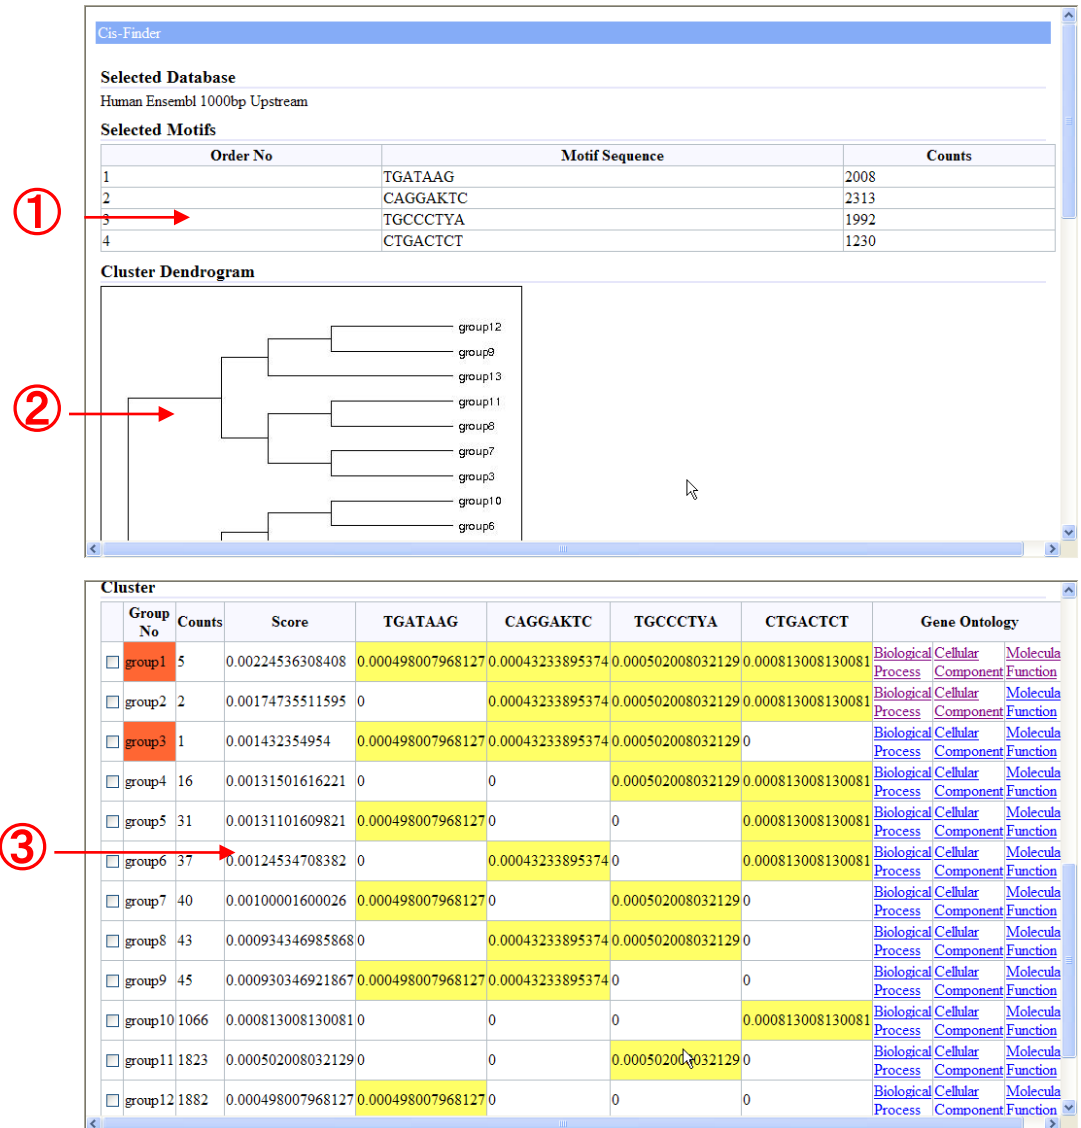 Cis-Finder
Selected Database
Human Ensembl 1000bp Upstream
Selected Motifs
Order No Motif Sequence Counts
1 TGATAAG 2008
2 CAGGAKTC 2313
3 TGCCCTYA 1992
4 CTGACTCT 1230
①
Cluster Dendrogram
group12
group9
group13
group11
group8
group7
group3
group10
group6
②
Cluster
Group No Counts Score TGATAAG CAGGAKTC TGCCCTYA CTGACTCT Gene Ontology
group1 5 0.00224536308408 0.000498007968127 0.00043233895374 0.000502008032129 0.000813008130081 Biological Process Cellular Component Molecula Function
group2 2 0.00174735511595 0 0.00043233895374 0.000502008032129 0.000813008130081 Biological Process Cellular Component Molecula Function
group3 1 0.001432354954 0.000498007968127 0.00043233895374 0.000502008032129 0 Biological Process Cellular Component Molecula Function
group4 16 0.00131501616221 0 0 0.000502008032129 0.000813008130081 Biological Process Cellular Component Molecula Function
group5 31 0.00131101609821 0.000498007968127 0 0 0.000813008130081 Biological Process Cellular Component Molecula Function
③
group6 37 0.00124534708382 0 0.00043233895374 0 0.000813008130081 Biological Process Cellular Component Molecula Function
group7 40 0.00100001600026 0.000498007968127 0 0.000502008032129 0 Biological Process Cellular Component Molecula Function
group8 43 0.000934346985868 0 0.00043233895374 0.000502008032129 0 Biological Process Cellular Component Molecula Function
group9 45 0.000930346921867 0.000498007968127 0.00043233895374 0 0 Biological Process Cellular Component Molecula Function
group10 1066 0.000813008130081 0 0 0 0.000813008130081 Biological Process Cellular Component Molecula Function
group11 1823 0.000502008032129 0 0 0.000502008032129 0 Biological Process Cellular Component Molecula Function
group12 1882 0.000498007968127 0.000498007968127 0 0 0 Biological Process Cellular Component Molecula Function